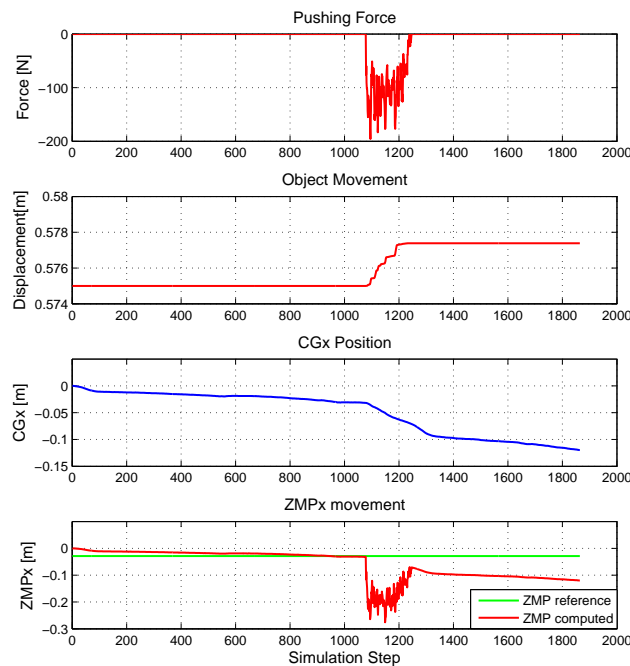 Pushing Force
Force [N]
0
−100
−200
0 200 400 600 800 1000 1200 1400 1600 1800 2000
Object Movement
Displacement[m]
0.58
0.578
0.576
0.574
0 200 400 600 800 1000 1200 1400 1600 1800 2000
CGx Position
CGx [m]
0
−0.05
−0.1
−0.15
0 200 400 600 800 1000 1200 1400 1600 1800 2000
ZMPx movement
ZMPx [m]
0
−0.1
−0.2
−0.3
ZMP reference
ZMP computed
0 200 400 600 800 1000 1200 1400 1600 1800 2000
Simulation Step